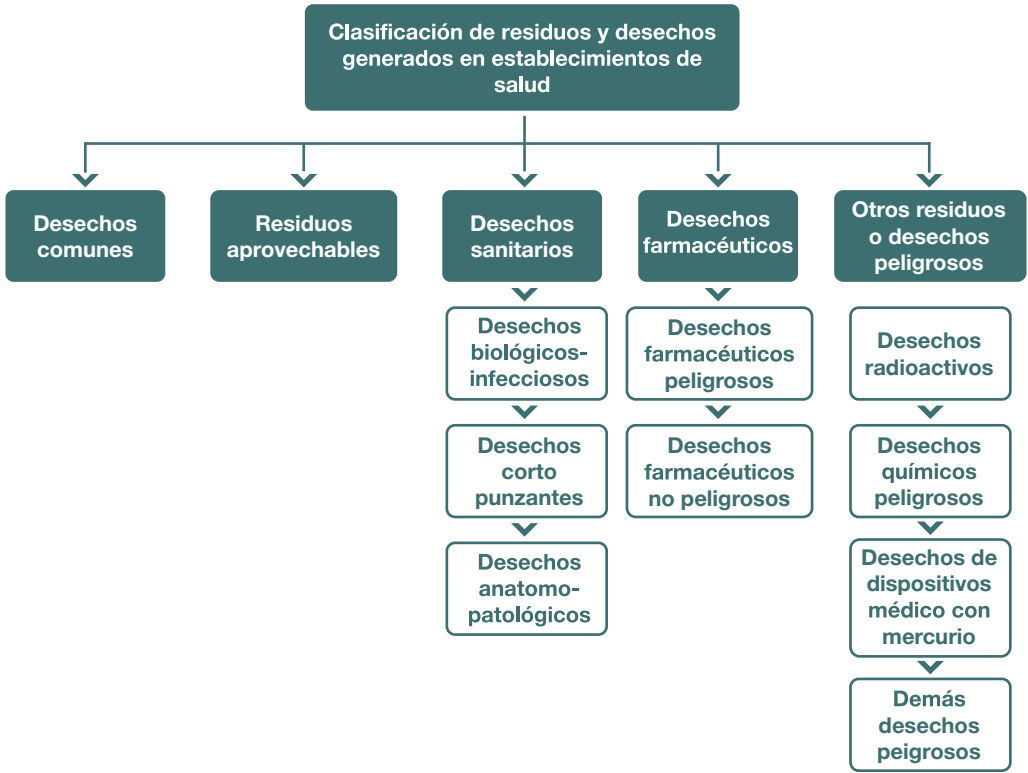 Clasificación de residuos y desechos
generados en establecimientos de
salud
Desechos
comunes
Residuos
aprovechables
Desechos
sanitarios
Desechos
biológicos-
infecciosos
Desechos
corto
punzantes
Desechos
anatomo-
patológicos
Desechos
farmacéuticos
Desechos
farmacéuticos
peligrosos
Desechos
farmacéuticos
no peligrosos
Otros residuos
o desechos
peligrosos
Desechos
radioactivos
Desechos
químicos
peligrosos
Desechos de
dispositivos
médico con
mercurio
Demás
desechos
peigrosos